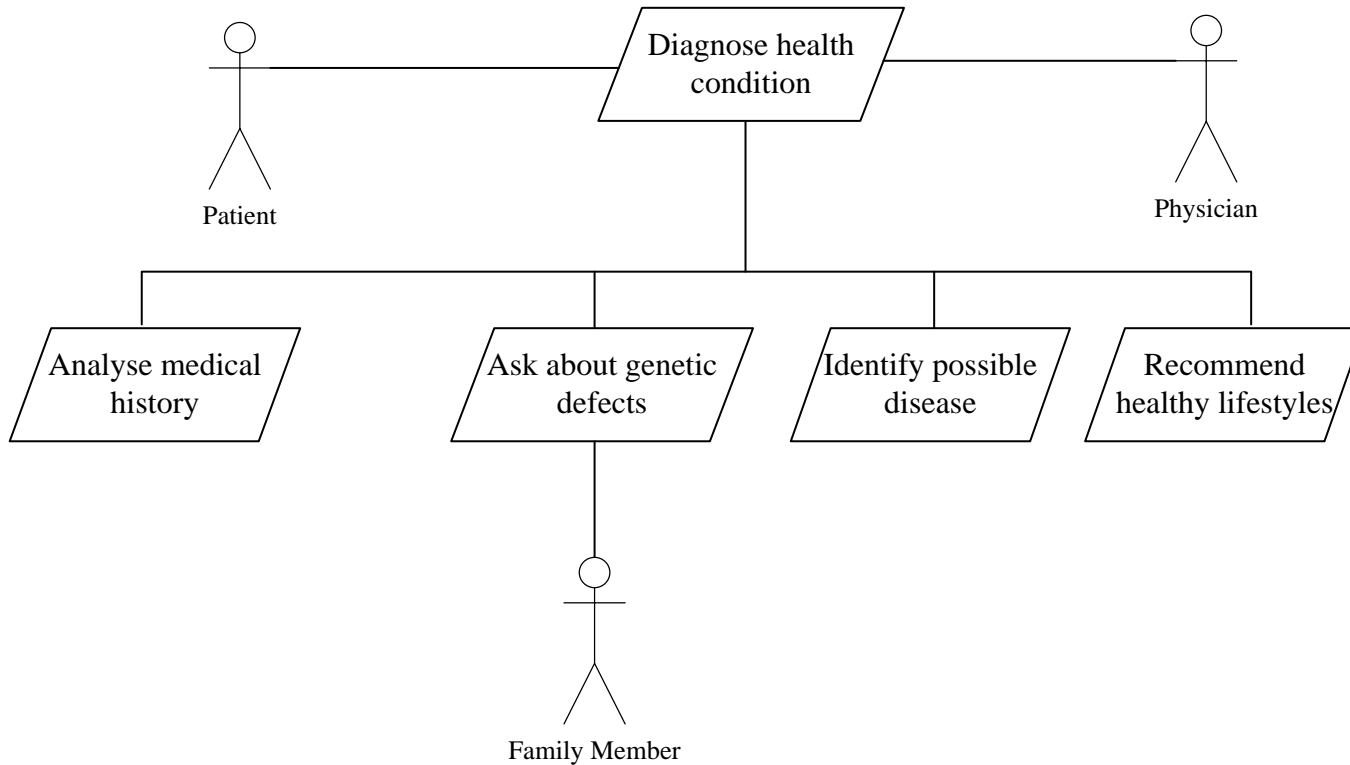 Diagnose health
condition
Patient
Physician
Analyse medical
history
Ask about genetic
defects
Identify possible
disease
Recommend
healthy lifestyles
Family Member